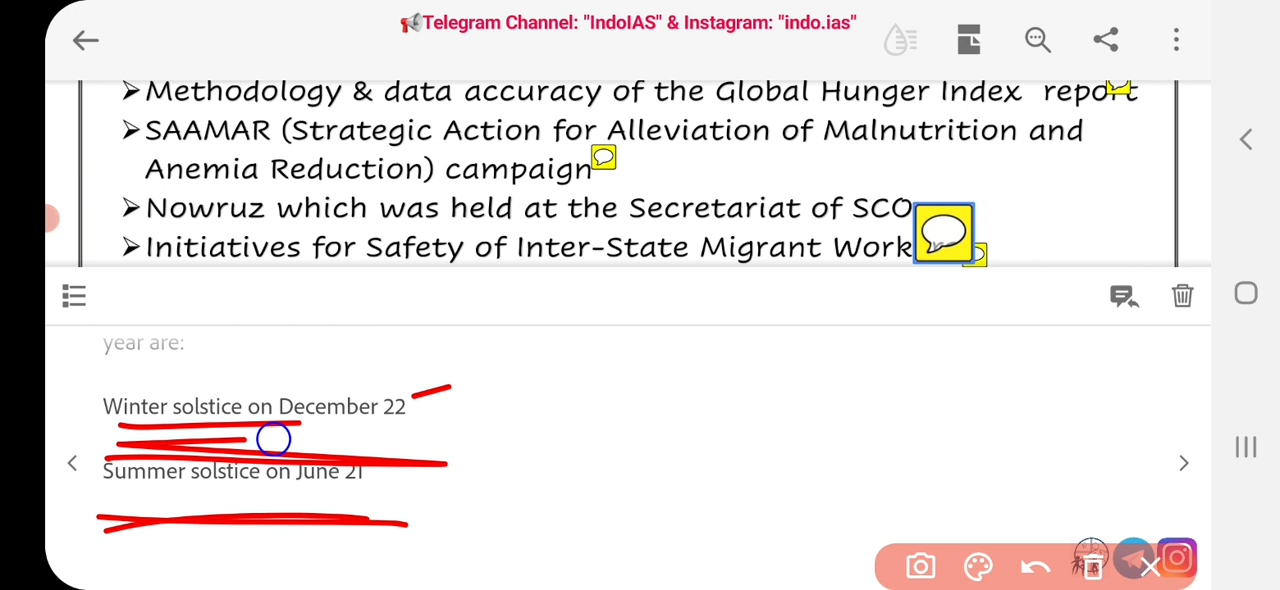 Telegram Channel: "IndoIAS" & Instagram: "indo.ias"
➢Methodology & data accuracy of the Global Hunger Index report
➢SAAMAR (Strategic Action for Alleviation of Malnutrition and
Anemia Reduction) campaign
➢Nowruz which was held at the Secretariat of SCO
➢Initiatives for Safety of Inter-State Migrant
year are:
Winter solstice on December 22
Summer solstice on June 21